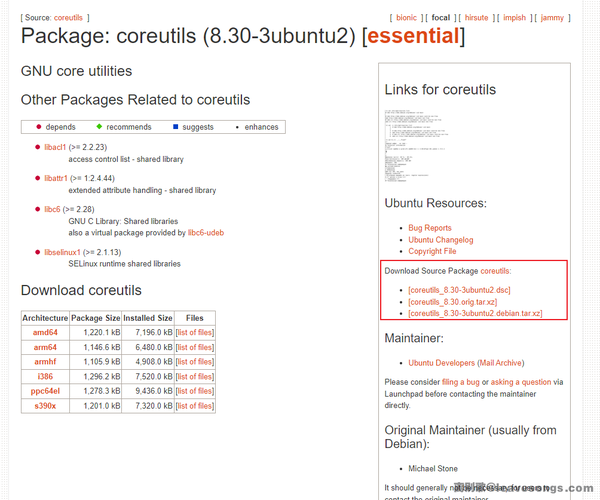 [ Source: coreutils ]
[ bionic ] [ focal ] [ hirsute ] [ impish ] [ jammy ]
Package: coreutils (8.30-3ubuntu2) [essential]
GNU core utilities
Other Packages Related to coreutils
depends recommends suggests enhances
libacl1 (>= 2.2.23)
access control list - shared library
libattr1 (>= 1:2.4.44)
extended attribute handling - shared library
libc6 (>= 2.28)
GNU C Library: Shared libraries
also a virtual package provided by libc6-udeb
libselinux1 (>= 2.1.13)
SELinux runtime shared libraries
Download coreutils
Architecture Package Size Installed Size Files
amd64 1,220.1 kB 7,196.0 kB [list of files]
arm64 1,146.6 kB 6,480.0 kB [list of files]
armhf 1,105.9 kB 4,908.0 kB [list of files]
i386 1,296.2 kB 7,520.0 kB [list of files]
ppc64el 1,278.3 kB 9,436.0 kB [list of files]
s390x 1,201.0 kB 7,320.0 kB [list of files]
Links for coreutils
Ubuntu Resources:
Bug Reports
Ubuntu Changelog
Copyright File
Download Source Package coreutils:
[coreutils_8.30-3ubuntu2.dsc]
[coreutils_8.30.orig.tar.xz]
[coreutils_8.30-3ubuntu2.debian.tar.xz]
Maintainer:
Ubuntu Developers (Mail Archive)
Please consider filing a bug or asking a question via
Launchpad before contacting the maintainer
directly.
Original Maintainer (usually from
Debian):
Michael Stone
It should generally not be necessary for users to
contact the original maintainer.
@leavesongs.com